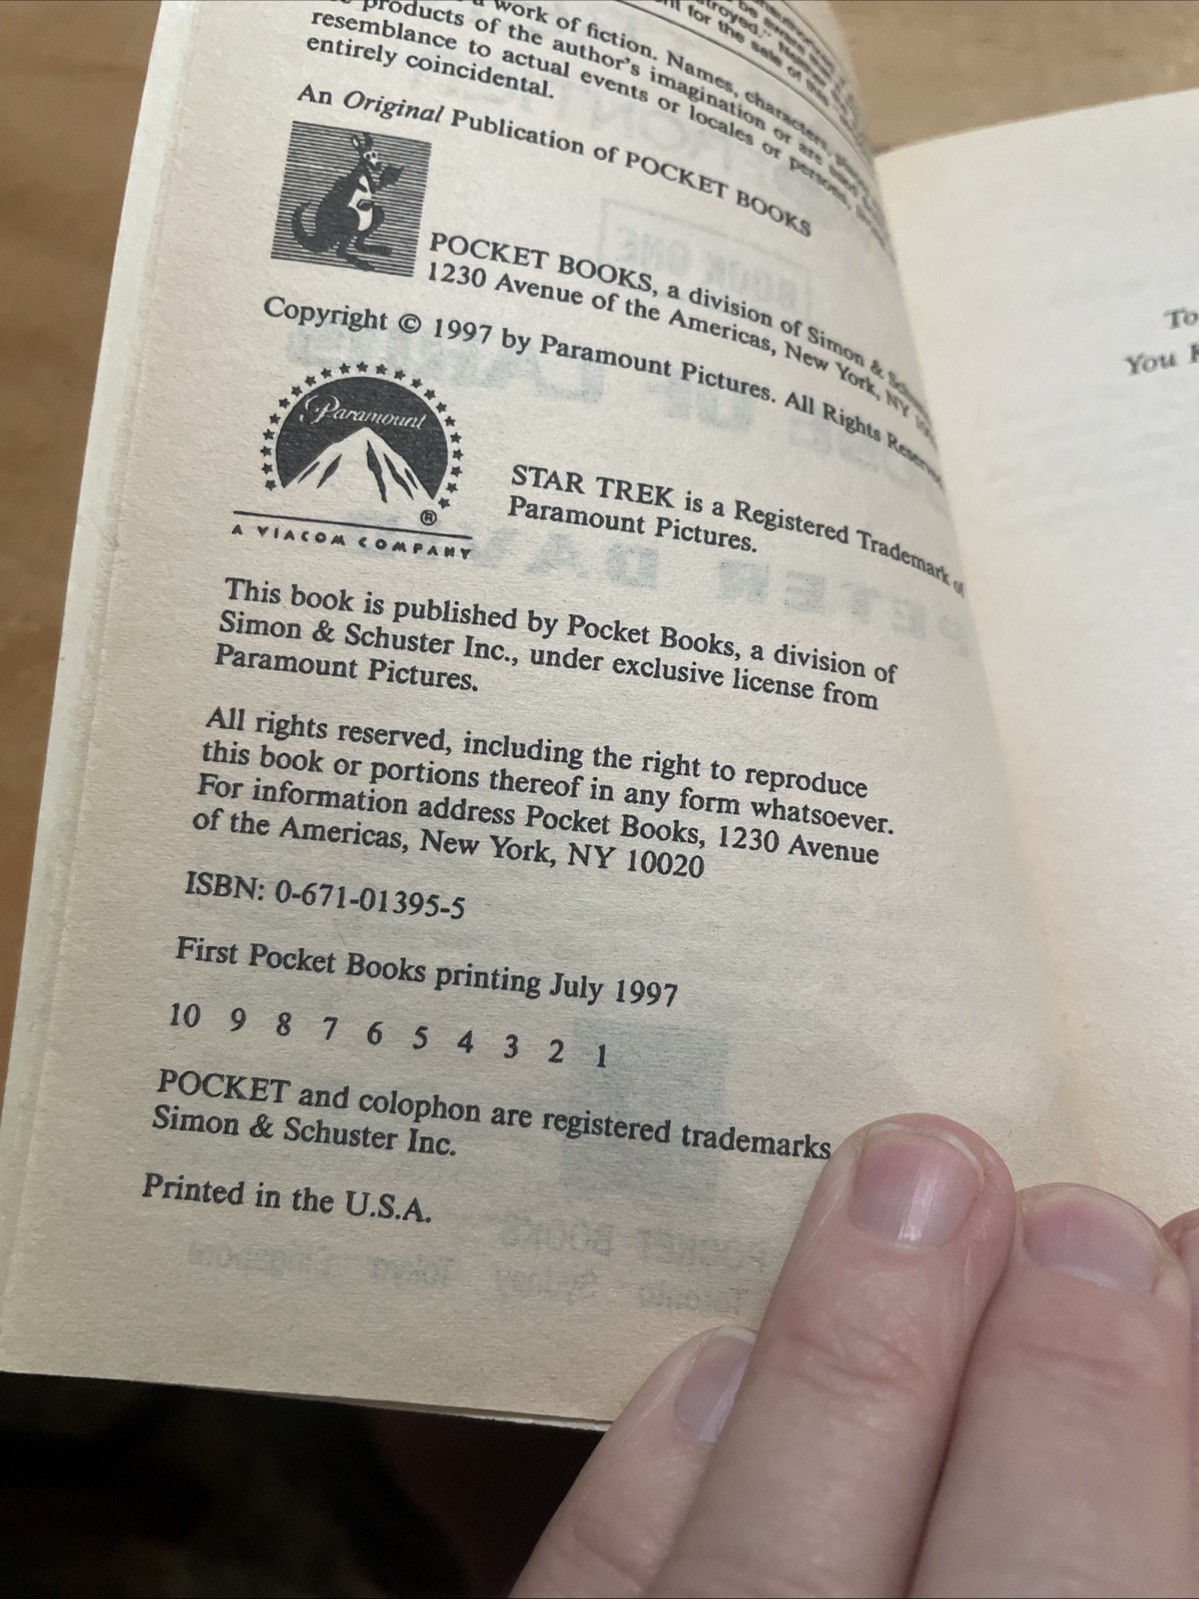 work of fiction. Names, characters,
products of the author's imagination or are used
resemblance to actual events or locales or persons,
entirely coincidental.
An Original Publication of POCKET BOOKS
POCKET BOOKS, a division of Simon &
1230 Avenue of the Americas, New York, NY
Copyright © 1997 by Paramount Pictures. All Rights Reserved.
Paramount
®
A VIACOM COMPANY
STAR TREK is a Registered Trademark of
Paramount Pictures.
This book is published by Pocket Books, a division of
Simon & Schuster Inc., under exclusive license from
Paramount Pictures.
All rights reserved, including the right to reproduce
this book or portions thereof in any form whatsoever.
For information address Pocket Books, 1230 Avenue
of the Americas, New York, NY 10020
ISBN: 0-671-01395-5
First Pocket Books printing July 1997
10 9 8 7 6 5 4 3 2 1
POCKET and colophon are registered trademarks
Simon & Schuster Inc.
Printed in the U.S.A.
To
You